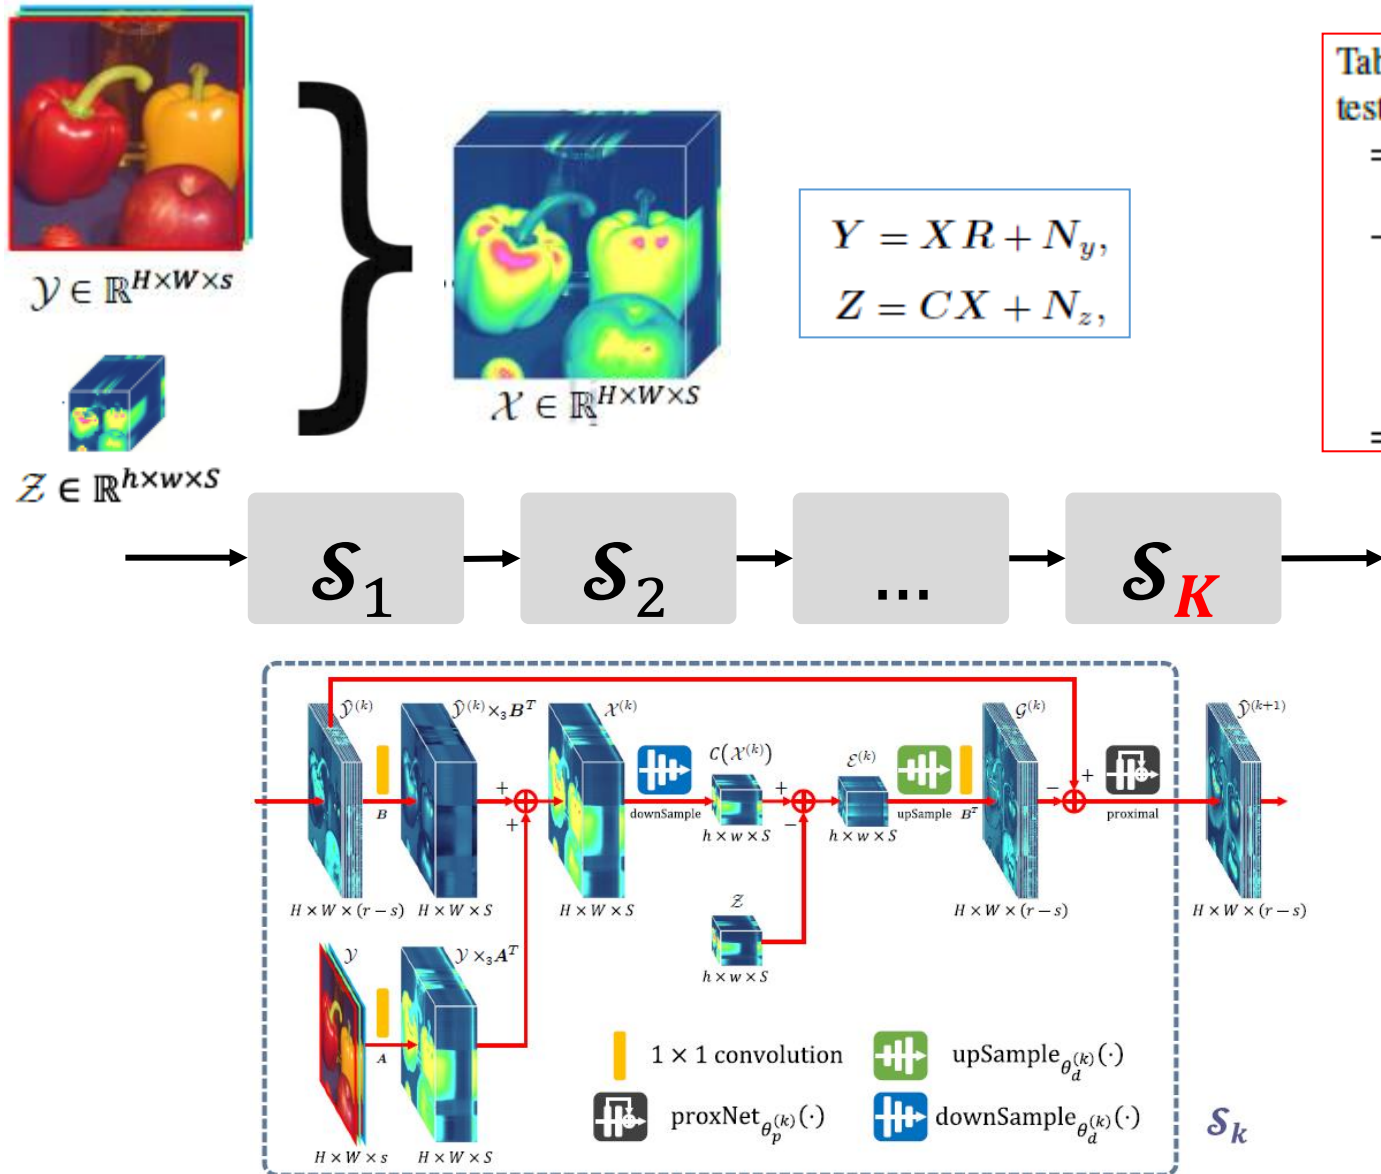 𝒴 ∈ ℝ^{H×W×s}
𝒵 ∈ ℝ^{h×w×S}
𝒳 ∈ ℝ^{H×W×S}
Y = XR + N_y,
Z = CX + N_z,
Tab
test
𝓢_1
𝓢_2
...
𝓢_K
Ŷ^{(k)}
Ŷ^{(k)} ×_3 B^T
𝒳^{(k)}
C(𝒳^{(k)})
ℰ^{(k)}
𝒢^{(k)}
Ŷ^{(k+1)}
B
+
+
downSample
+
−
upSample
B^T
−
+
proximal
h × w × S
h × w × S
H × W × (r − s)
H × W × S
H × W × S
H × W × (r − s)
H × W × (r − s)
𝒵
h × w × S
𝒴
𝒴 ×_3 A^T
A
H × W × s
H × W × S
1 × 1 convolution
upSample_{θ_d^{(k)}}(·)
proxNet_{θ_p^{(k)}}(·)
downSample_{θ_d^{(k)}}(·)
𝓢_k